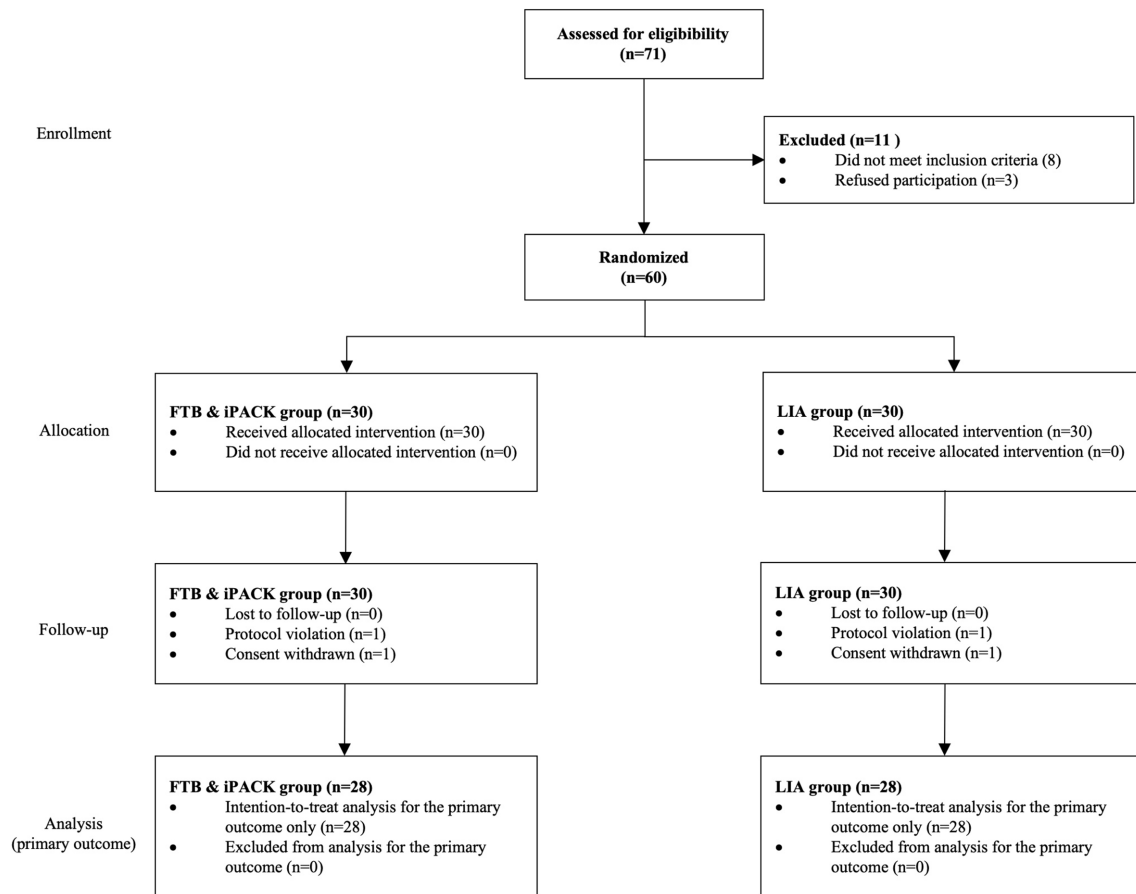 Assessed for eligibibility
(n=71)
Enrollment
Excluded (n=11 )
• Did not meet inclusion criteria (8)
• Refused participation (n=3)
Randomized
(n=60)
Allocation
FTB & iPACK group (n=30)
• Received allocated intervention (n=30)
• Did not receive allocated intervention (n=0)
LIA group (n=30)
• Received allocated intervention (n=30)
• Did not receive allocated intervention (n=0)
Follow-up
FTB & iPACK group (n=30)
• Lost to follow-up (n=0)
• Protocol violation (n=1)
• Consent withdrawn (n=1)
LIA group (n=30)
• Lost to follow-up (n=0)
• Protocol violation (n=1)
• Consent withdrawn (n=1)
Analysis
(primary outcome)
FTB & iPACK group (n=28)
• Intention-to-treat analysis for the primary
outcome only (n=28)
• Excluded from analysis for the primary
outcome (n=0)
LIA group (n=28)
• Intention-to-treat analysis for the primary
outcome only (n=28)
• Excluded from analysis for the primary
outcome (n=0)